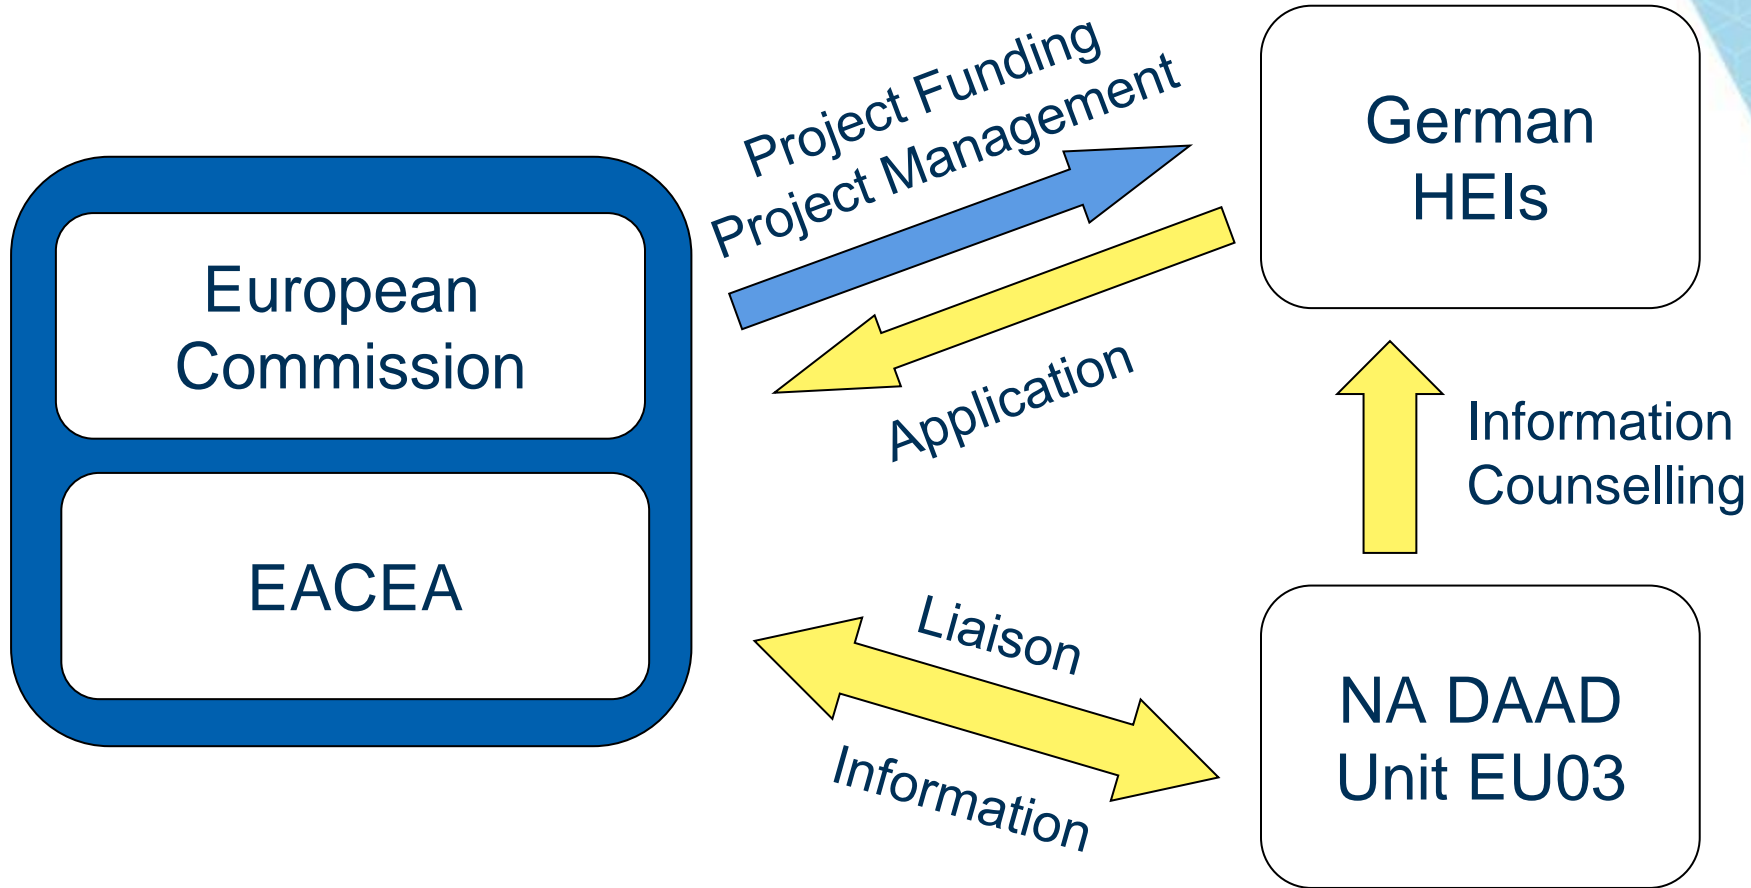 European
Commission
EACEA
Project Funding
Project Management
Application
Liaison
Information
German
HEIs
Information
Counselling
NA DAAD
Unit EU03